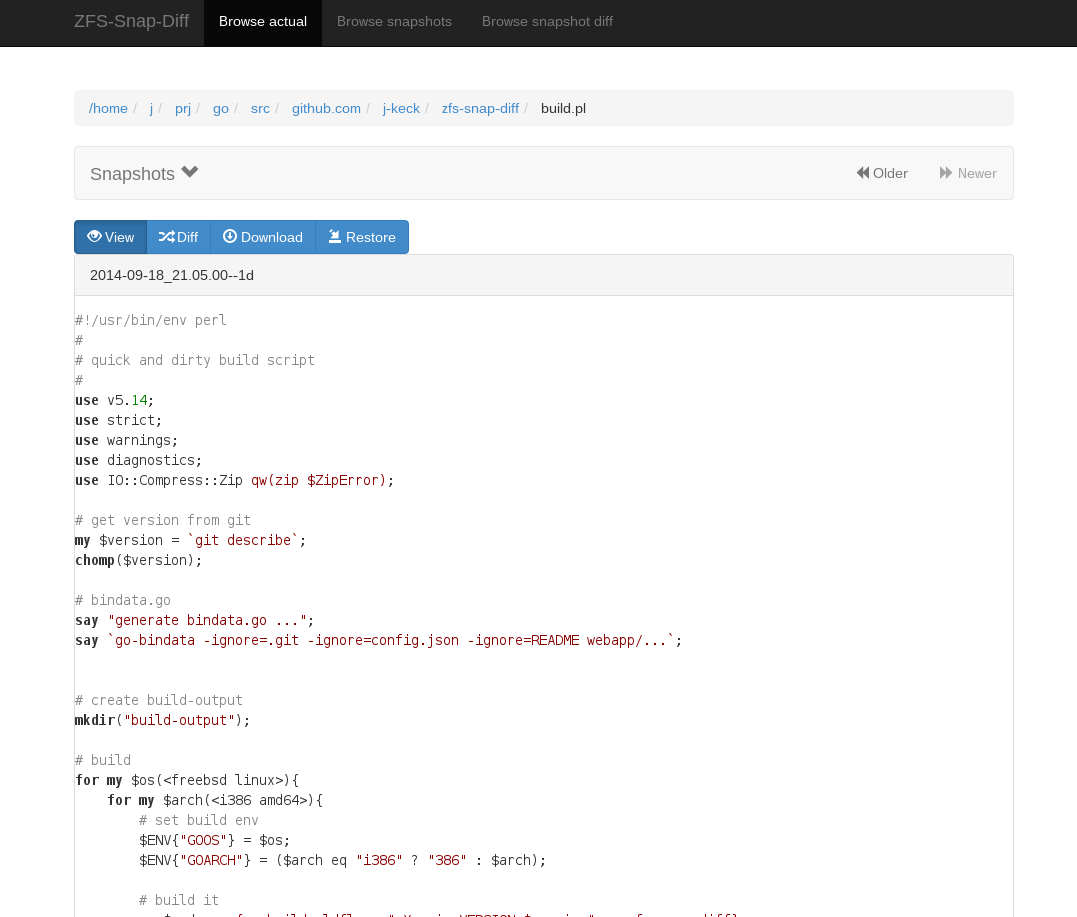 ZFS-Snap-Diff Browse actual Browse snapshots Browse snapshot diff
/home / j / prj / go / src / github.com / j-keck / zfs-snap-diff / build.pl
Snapshots Older Newer
View Diff Download Restore
2014-09-18_21.05.00--1d
#!/usr/bin/env perl
#
# quick and dirty build script
#
use v5.14;
use strict;
use warnings;
use diagnostics;
use IO::Compress::Zip qw(zip $ZipError);
# get version from git
my $version = `git describe`;
chomp($version);
# bindata.go
say "generate bindata.go ...";
say `go-bindata -ignore=.git -ignore=config.json -ignore=README webapp/...`;
# create build-output
mkdir("build-output");
# build
for my $os(<freebsd linux>){
    for my $arch(<i386 amd64>){
        # set build env
        $ENV{"GOOS"} = $os;
        $ENV{"GOARCH"} = ($arch eq "i386" ? "386" : $arch);
        # build it